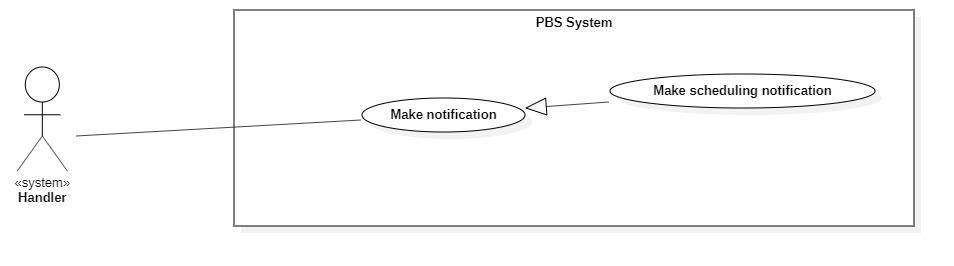 PBS System
Make scheduling notification
Make notification
«system»
Handler